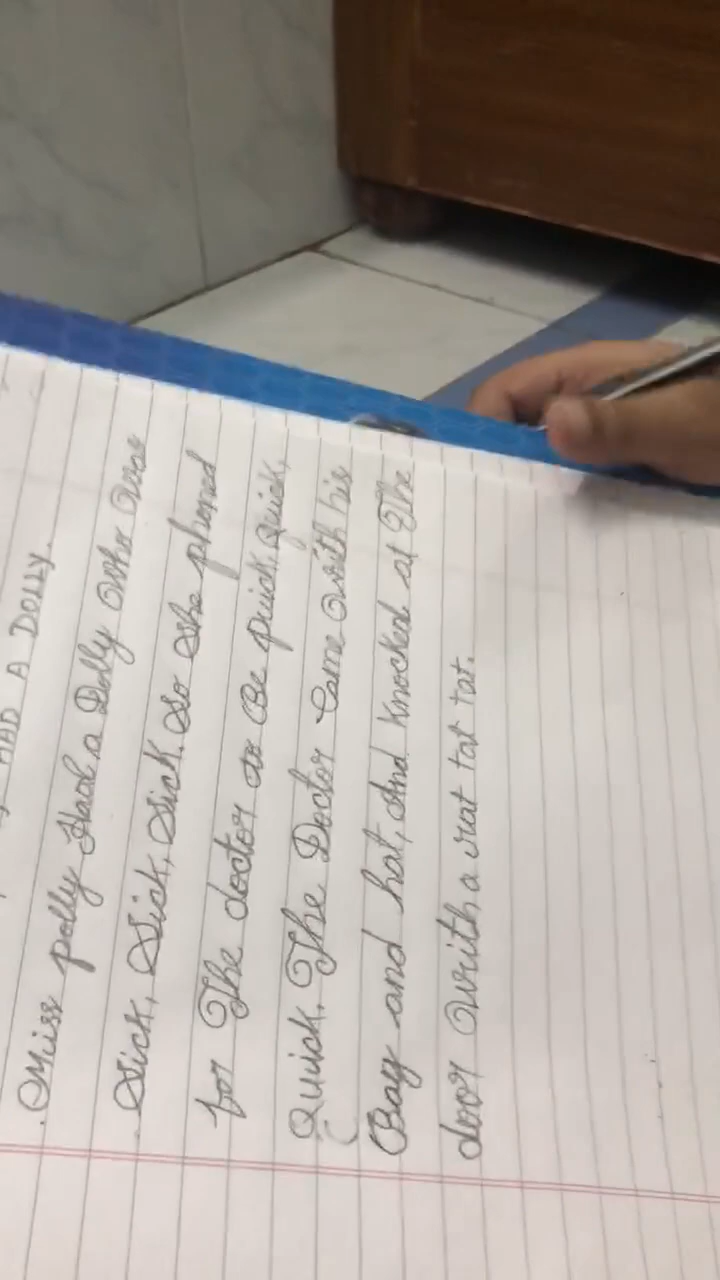 HAD A DOLLY.
Miss polly Had a Dolly Who was
Sick, Sick, Sick. So She phoned
for The doctor to Be quick, quick,
Quick. The Doctor Came With his
Bag and hat, And Knocked at The
door With a rat tat tat.